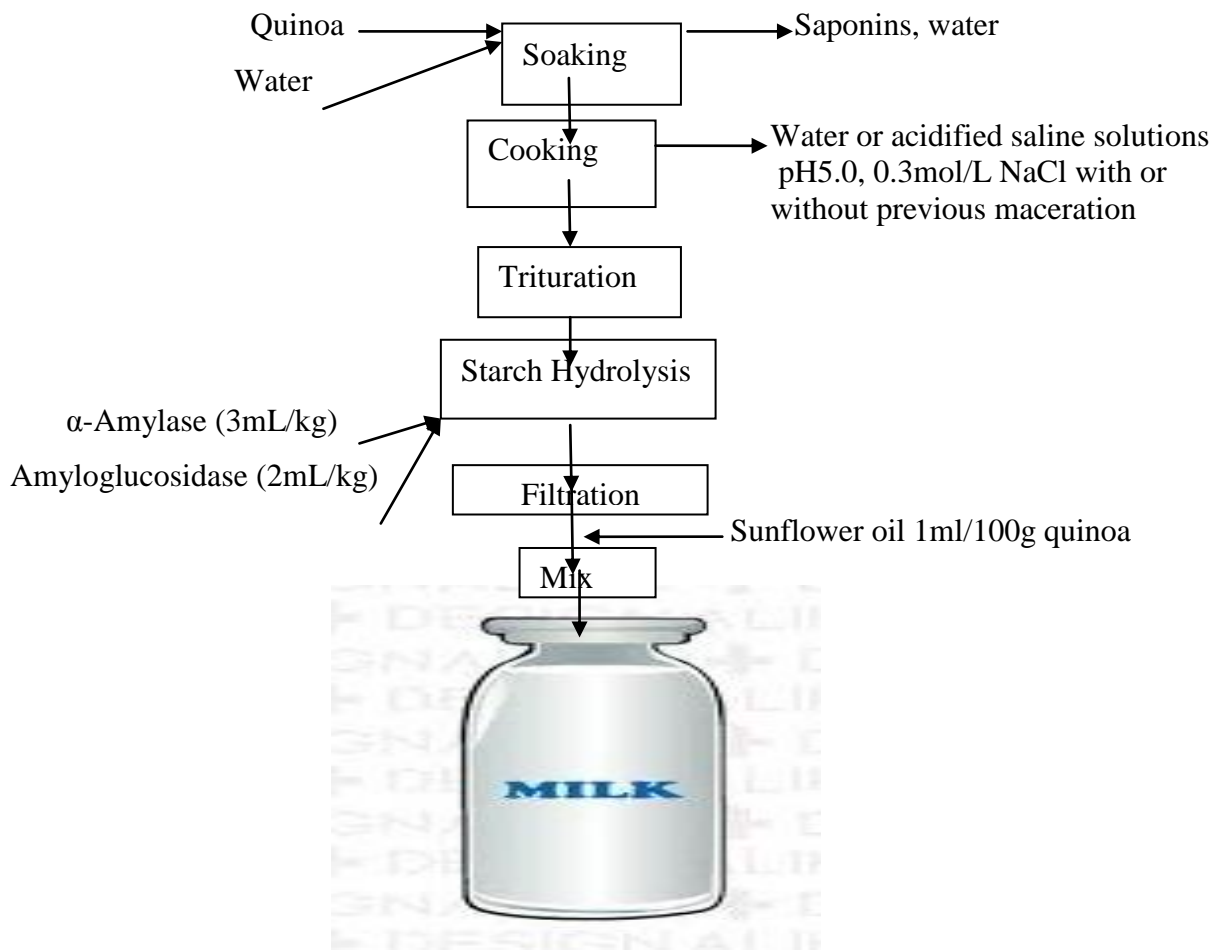 Quinoa
Saponins, water
Soaking
Water
Cooking
Water or acidified saline solutions
pH5.0, 0.3mol/L NaCl with or
without previous maceration
Trituration
Starch Hydrolysis
α-Amylase (3mL/kg)
Amyloglucosidase (2mL/kg)
Filtration
Sunflower oil 1ml/100g quinoa
Mix
MILK